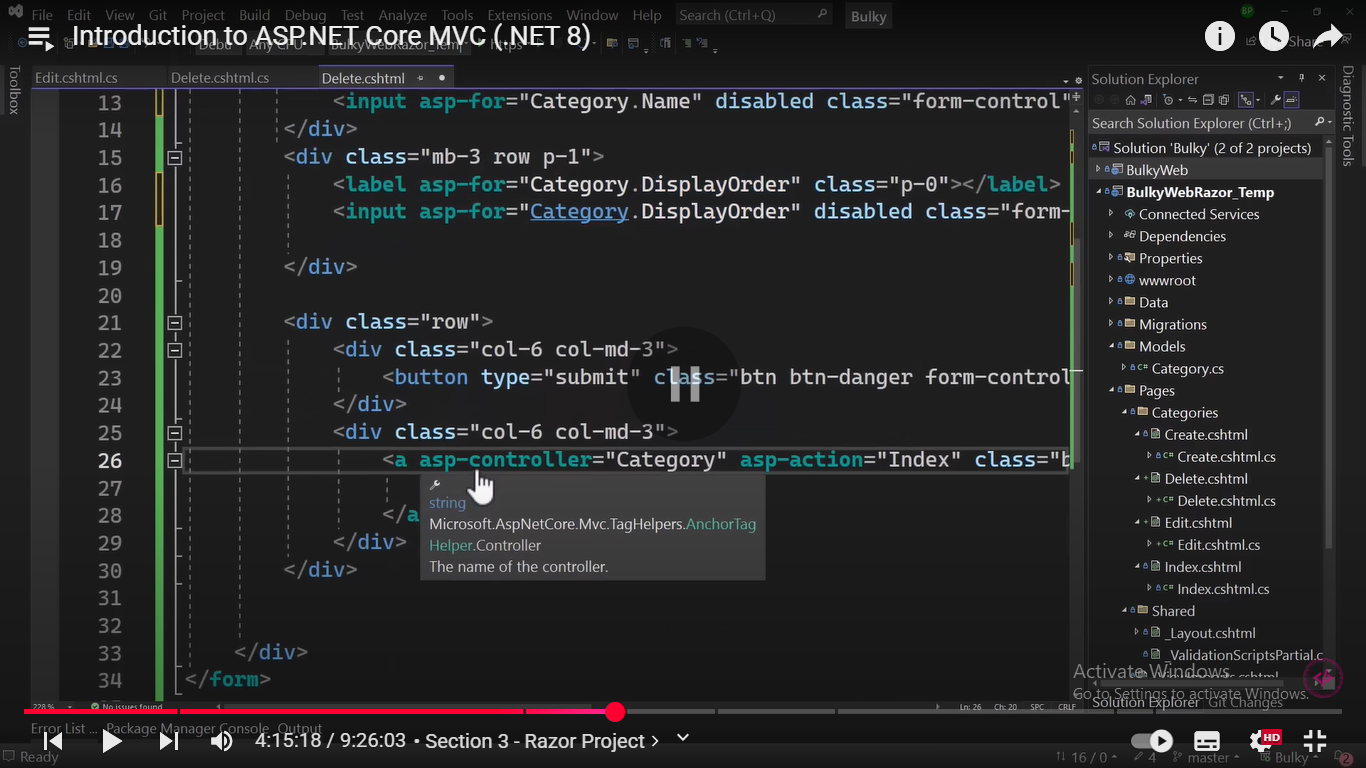 File Edit View Git Project Build Debug Test Analyze Tools Extensions Window Help Search (Ctrl+Q) Bulky
Introduction to ASP.NET Core MVC (.NET 8)
Edit.cshtml.cs Delete.cshtml.cs Delete.cshtml
Toolbox
13 <input asp-for="Category.Name" disabled class="form-control"
14 </div>
15 <div class="mb-3 row p-1">
16 <label asp-for="Category.DisplayOrder" class="p-0"></label>
17 <input asp-for="Category.DisplayOrder" disabled class="form-
18
19 </div>
20
21 <div class="row">
22 <div class="col-6 col-md-3">
23 <button type="submit" class="btn btn-danger form-control
24 </div>
25 <div class="col-6 col-md-3">
26 <a asp-controller="Category" asp-action="Index" class="b
27
28 </a
29 </div>
30 </div>
31
32
33 </div>
34 </form>
string
Microsoft.AspNetCore.Mvc.TagHelpers.AnchorTag
Helper.Controller
The name of the controller.
Solution Explorer
Search Solution Explorer (Ctrl+;)
Solution 'Bulky' (2 of 2 projects)
BulkyWeb
BulkyWebRazor_Temp
Connected Services
Dependencies
Properties
wwwroot
Data
Migrations
Models
Category.cs
Pages
Categories
Create.cshtml
Create.cshtml.cs
Delete.cshtml
Delete.cshtml.cs
Edit.cshtml
Edit.cshtml.cs
Index.cshtml
Index.cshtml.cs
Shared
_Layout.cshtml
_ValidationScriptsPartial.c
Diagnostic Tools
Activate Windows
Go to Settings to activate Windows.
Solution Explorer Git Changes
228 % No issues found Ln: 26 Ch: 20 SPC CRLF
Error List ... Package Manager Console Output
4:15:18 / 9:26:03 • Section 3 - Razor Project
HD
Ready 16 / 0 4 master Bulky 2